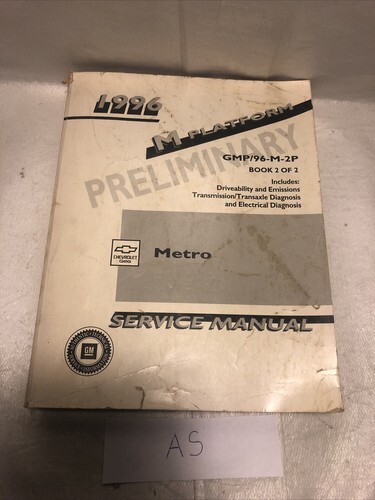 1996
M PLATFORM
PRELIMINARY
GMP/96-M-2P
BOOK 2 OF 2
Includes:
Driveability and Emissions
Transmission/Transaxle Diagnosis
and Electrical Diagnosis
CHEVROLET
Metro
SERVICE MANUAL
GM
AS